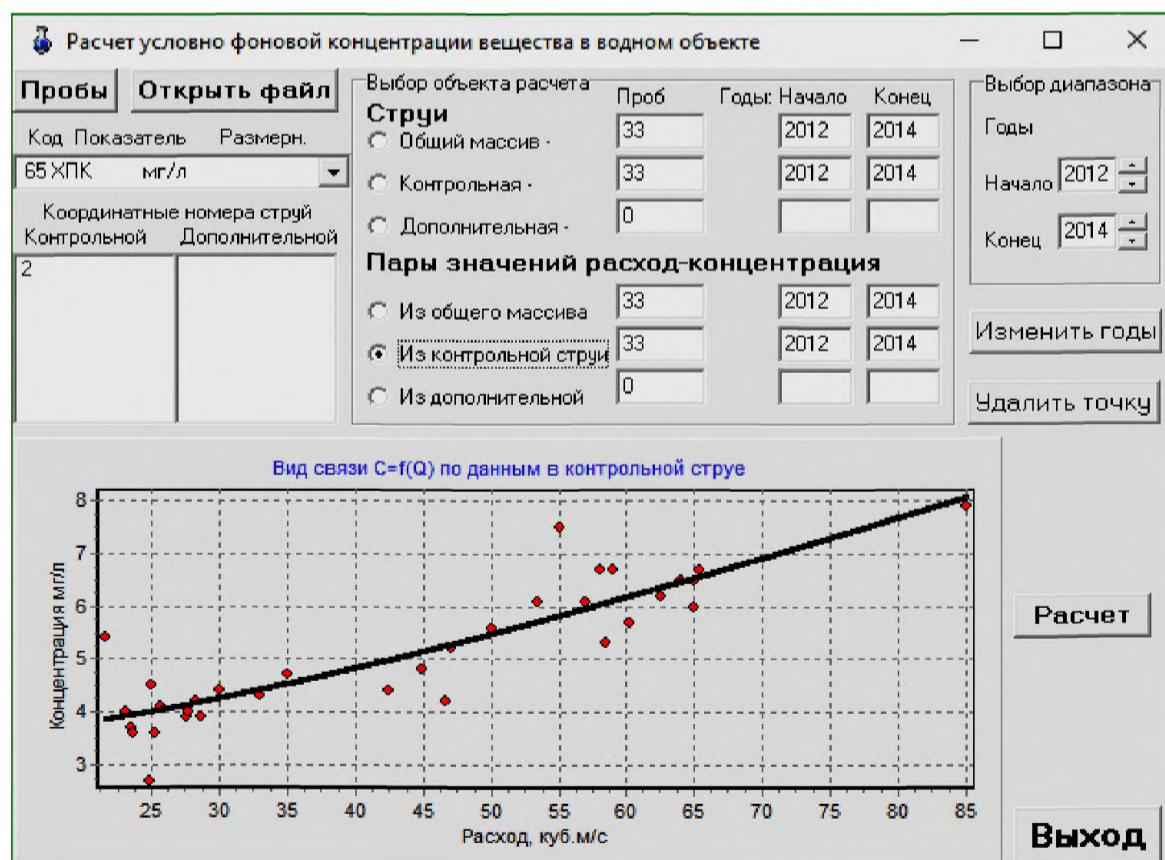 Расчет условно фоновой концентрации вещества в водном объекте
Пробы Открыть файл
Код Показатель Размерн.
65 ХПК мг/л
Координатные номера струй
Контрольной Дополнительной
2
Выбор объекта расчета
Струи Проб Годы: Начало Конец
Общий массив - 33 2012 2014
Контрольная - 33 2012 2014
Дополнительная - 0
Пары значений расход-концентрация
Из общего массива 33 2012 2014
Из контрольной струи 33 2012 2014
Из дополнительной 0
Выбор диапазона
Годы
Начало 2012
Конец 2014
Изменить годы
Удалить точку
Вид связи C=f(Q) по данным в контрольной струе
Концентрация мг/л
8
7
6
5
4
3
25 30 35 40 45 50 55 60 65 70 75 80 85
Расход, куб.м/с
Расчет
Выход